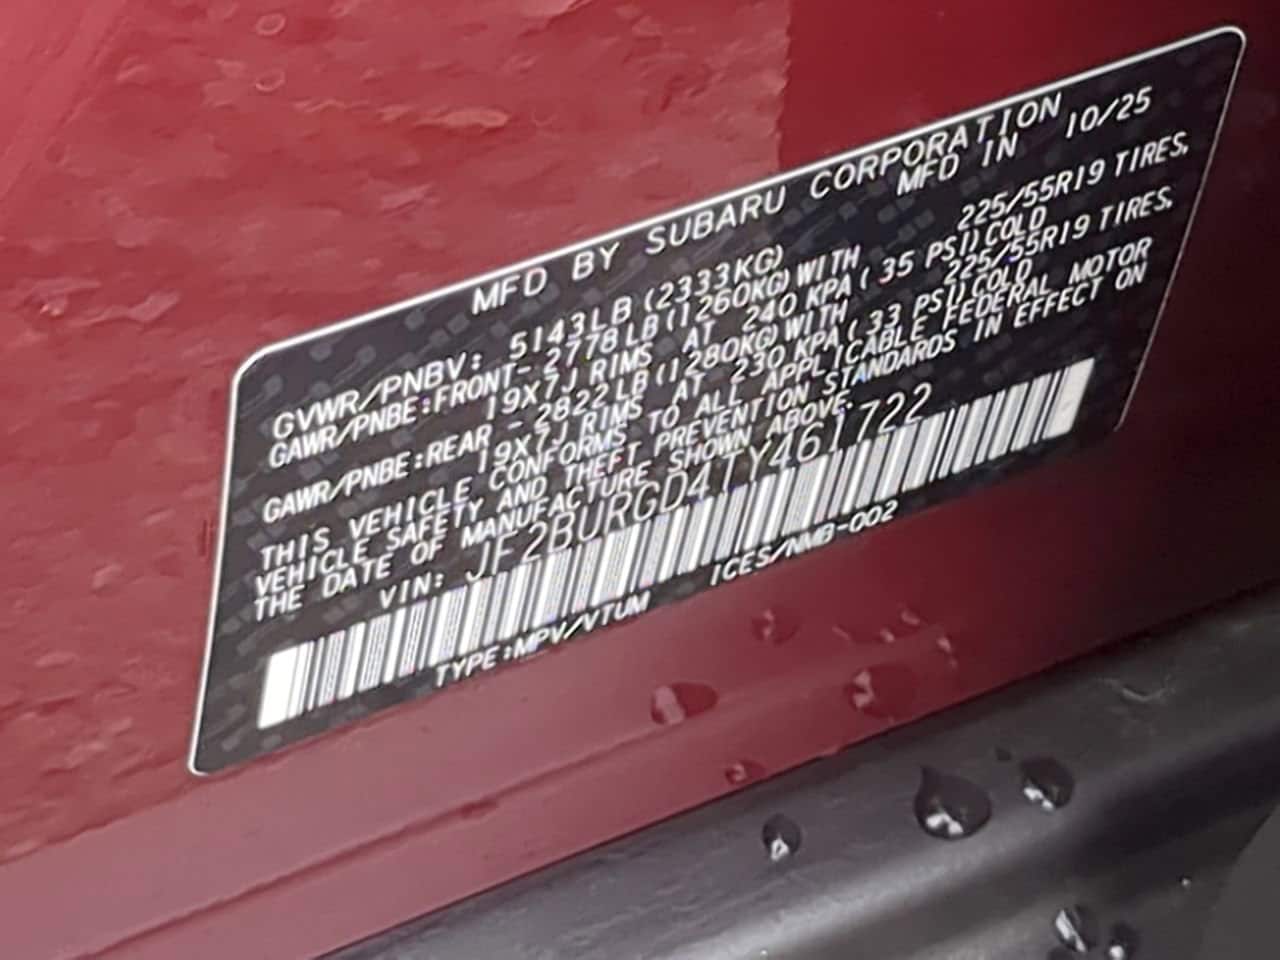 MFD BY SUBARU CORPORATION
MFD IN 10/25
GVWR/PNBV: 5143LB (2333KG)
GAWR/PNBE:FRONT- 2778LB(1260KG)WITH 225/55R19 TIRES,
19X7J RIMS AT 240 KPA( 35 PSI)COLD
GAWR/PNBE:REAR - 2822LB(1280KG)WITH 225/55R19 TIRES,
19X7J RIMS AT 230 KPA( 33 PSI)COLD
THIS VEHICLE CONFORMS TO ALL APPLICABLE FEDERAL MOTOR
VEHICLE SAFETY AND THEFT PREVENTION STANDARDS IN EFFECT ON
THE DATE OF MANUFACTURE SHOWN ABOVE.
VIN: JF2BURGD4TY461722
TYPE:MPV/VTUM ICES/NMB-002